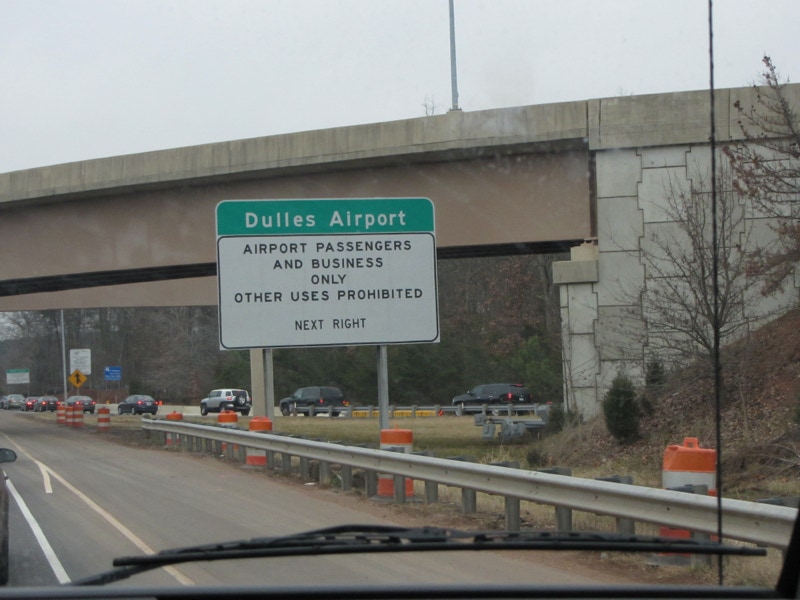 Dulles Airport
AIRPORT PASSENGERS
AND BUSINESS
ONLY
OTHER USES PROHIBITED
NEXT RIGHT